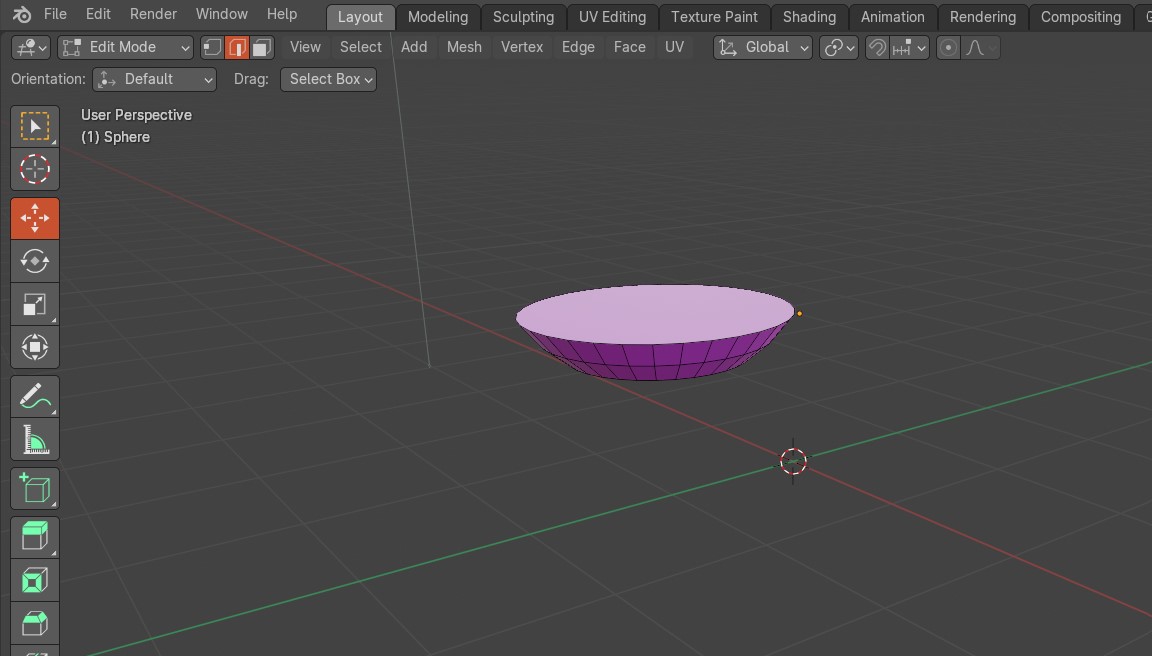 File Edit Render Window Help Layout Modeling Sculpting UV Editing Texture Paint Shading Animation Rendering Compositing
Edit Mode View Select Add Mesh Vertex Edge Face UV Global
Orientation: Default Drag: Select Box
User Perspective
(1) Sphere